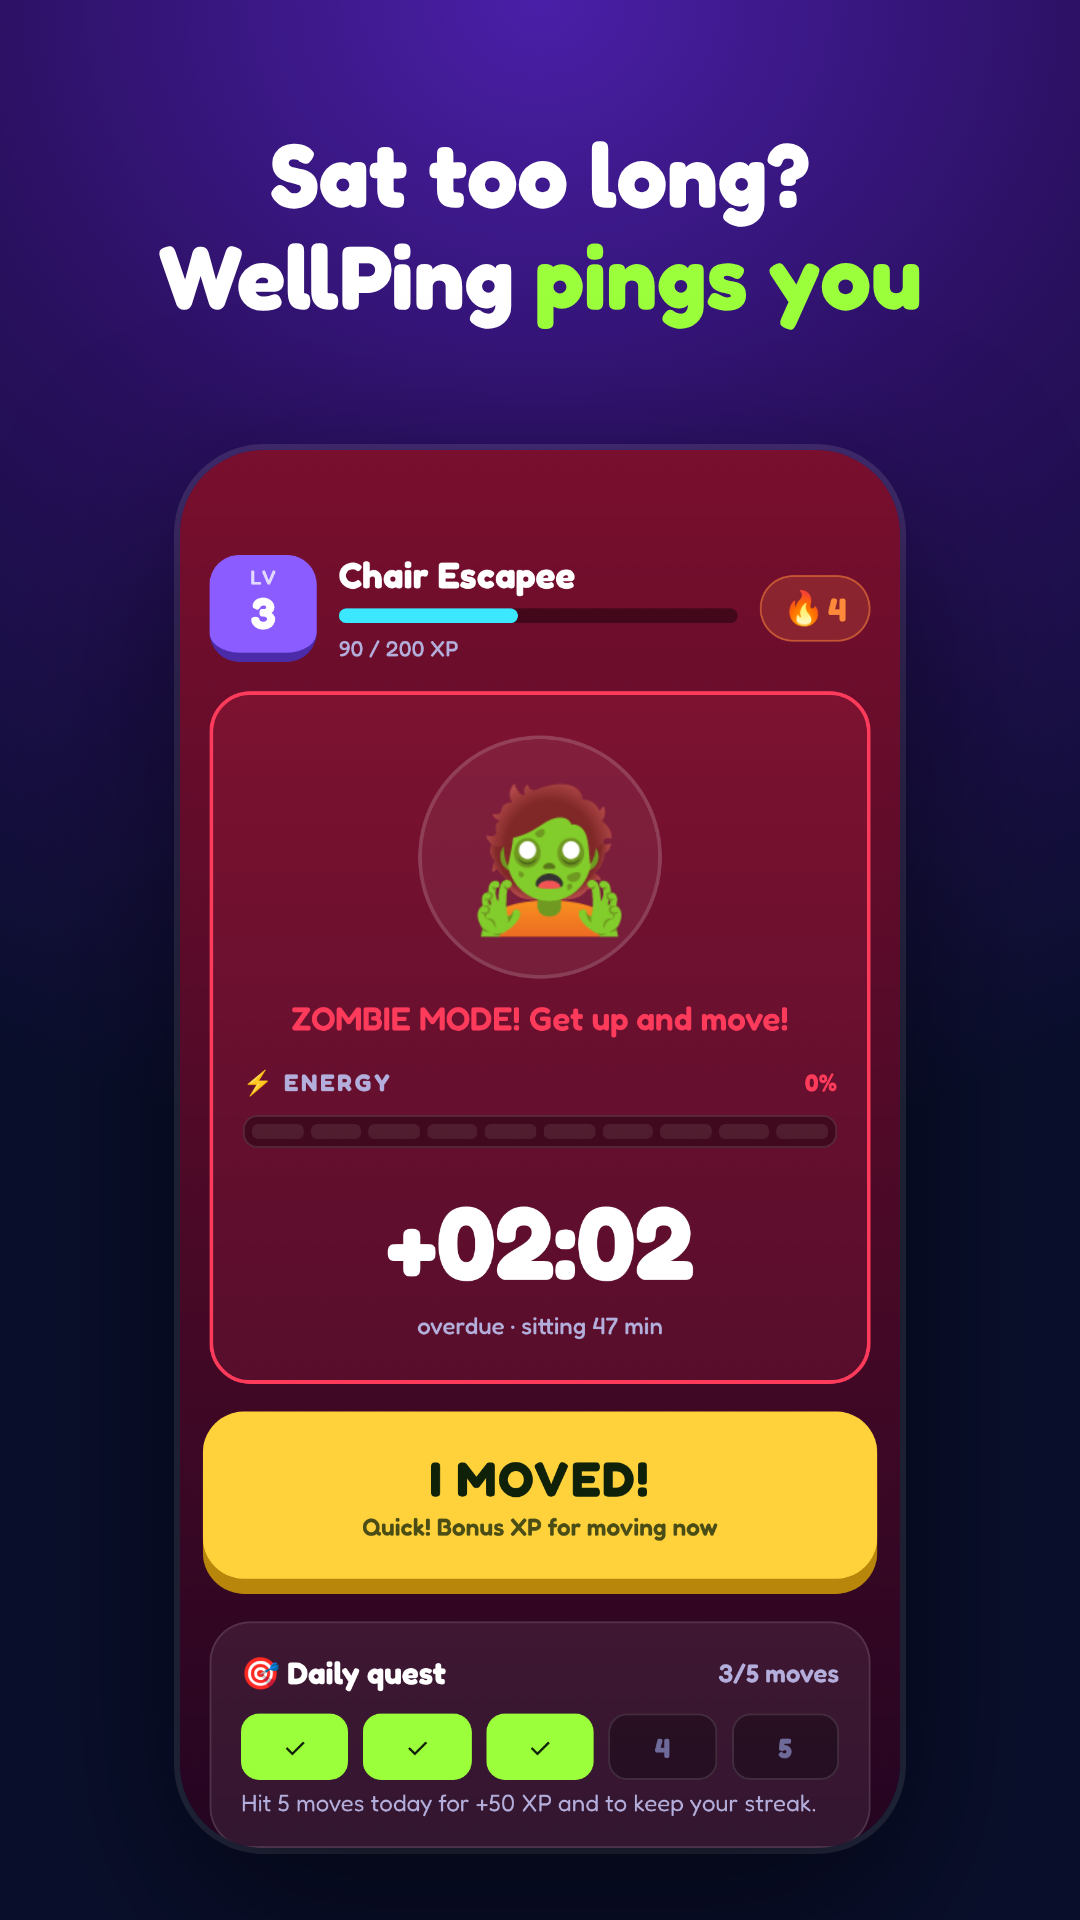 Sat too long?
WellPing pings you
LV
3
Chair Escapee
90 / 200 XP
4
ZOMBIE MODE! Get up and move!
ENERGY
0%
+02:02
overdue · sitting 47 min
I MOVED!
Quick! Bonus XP for moving now
Daily quest
3/5 moves
4
5
Hit 5 moves today for +50 XP and to keep your streak.